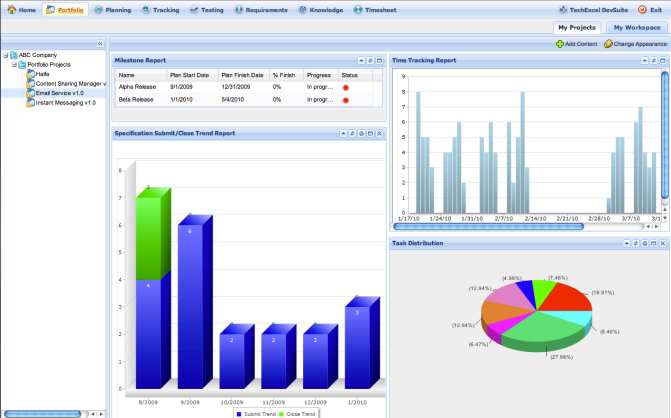 Home Portfolio Planning Tracking Testing Requirements Knowledge Timesheet TechExcel DevSuite Exit
My Projects My Workspace
Add Content Change Appearance
ABC Company
Portfolio Projects
Haifa
Content Sharing Manager v
Email Service v1.0
Instant Messaging v1.0
Milestone Report
Name Plan Start Date Plan Finish Date % Finish Progress Status
Alpha Release 9/1/2009 12/31/2009 0% In progr...
Beta Release 1/1/2010 5/4/2010 0% In progr...
Specification Submit/Close Trend Report
8
7
6
5
4
3
2
1
0
4 6 2 2 2 3
8/2009 9/2009 10/2009 11/2009 12/2009 1/2010
Submit Trend Close Trend
Time Tracking Report
9
8
7
6
5
4
3
2
1
0
1/17/10 1/24/10 1/31/10 2/7/10 2/14/10 2/21/10 2/28/10 3/7/10 3/1
Task Distribution
(4.98%) (7.46%)
(12.94%) (18.91%)
(12.94%) (8.46%)
(6.47%)
(27.86%)